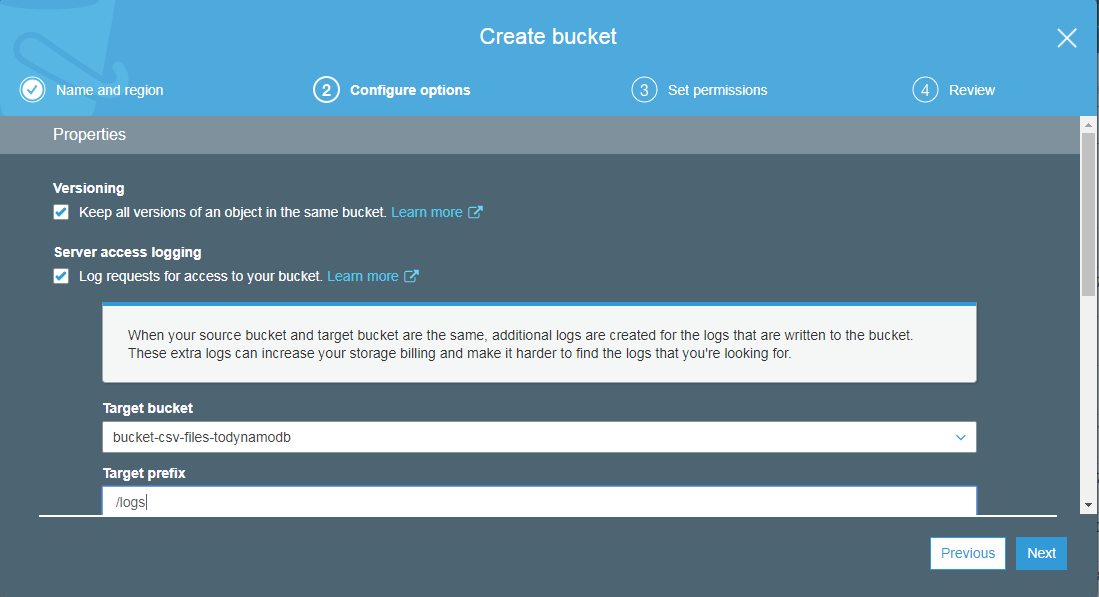 Create bucket
Name and region
2 Configure options
3 Set permissions
4 Review
Properties
Versioning
Keep all versions of an object in the same bucket. Learn more
Server access logging
Log requests for access to your bucket. Learn more
When your source bucket and target bucket are the same, additional logs are created for the logs that are written to the bucket.
These extra logs can increase your storage billing and make it harder to find the logs that you're looking for.
Target bucket
bucket-csv-files-todynamodb
Target prefix
/logs
Previous
Next